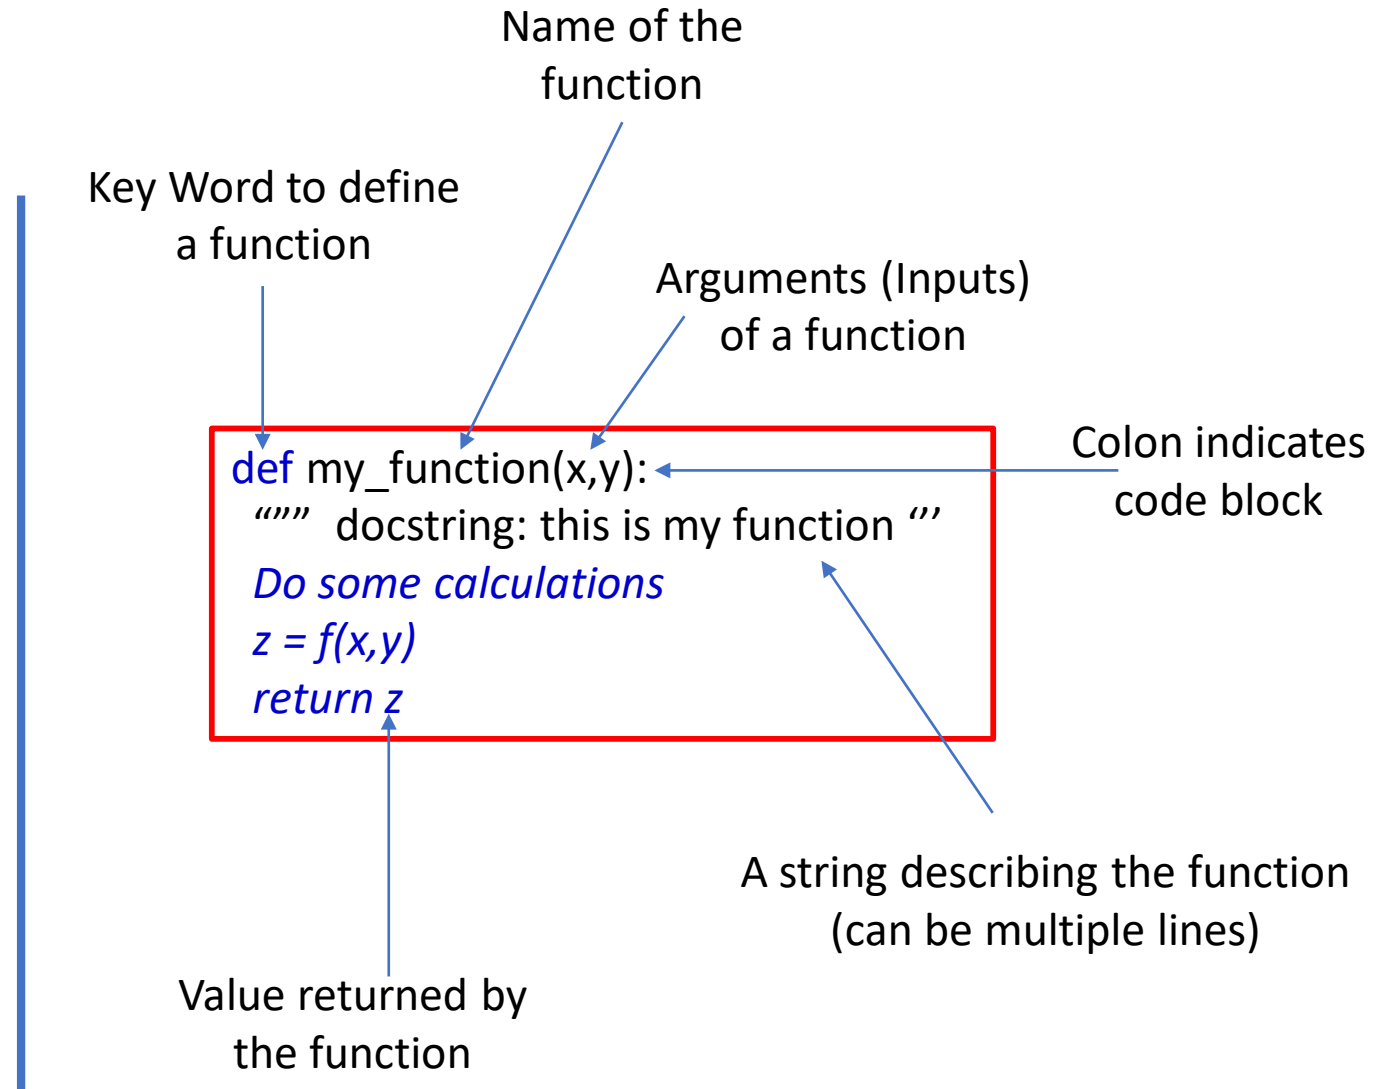 Name of the
function
Key Word to define
a function
Arguments (Inputs)
of a function
def my_function(x,y):
“”””  docstring: this is my function ‘’’
Do some calculations
z = f(x,y)
return z
Colon indicates
code block
A string describing the function
(can be multiple lines)
Value returned by
the function